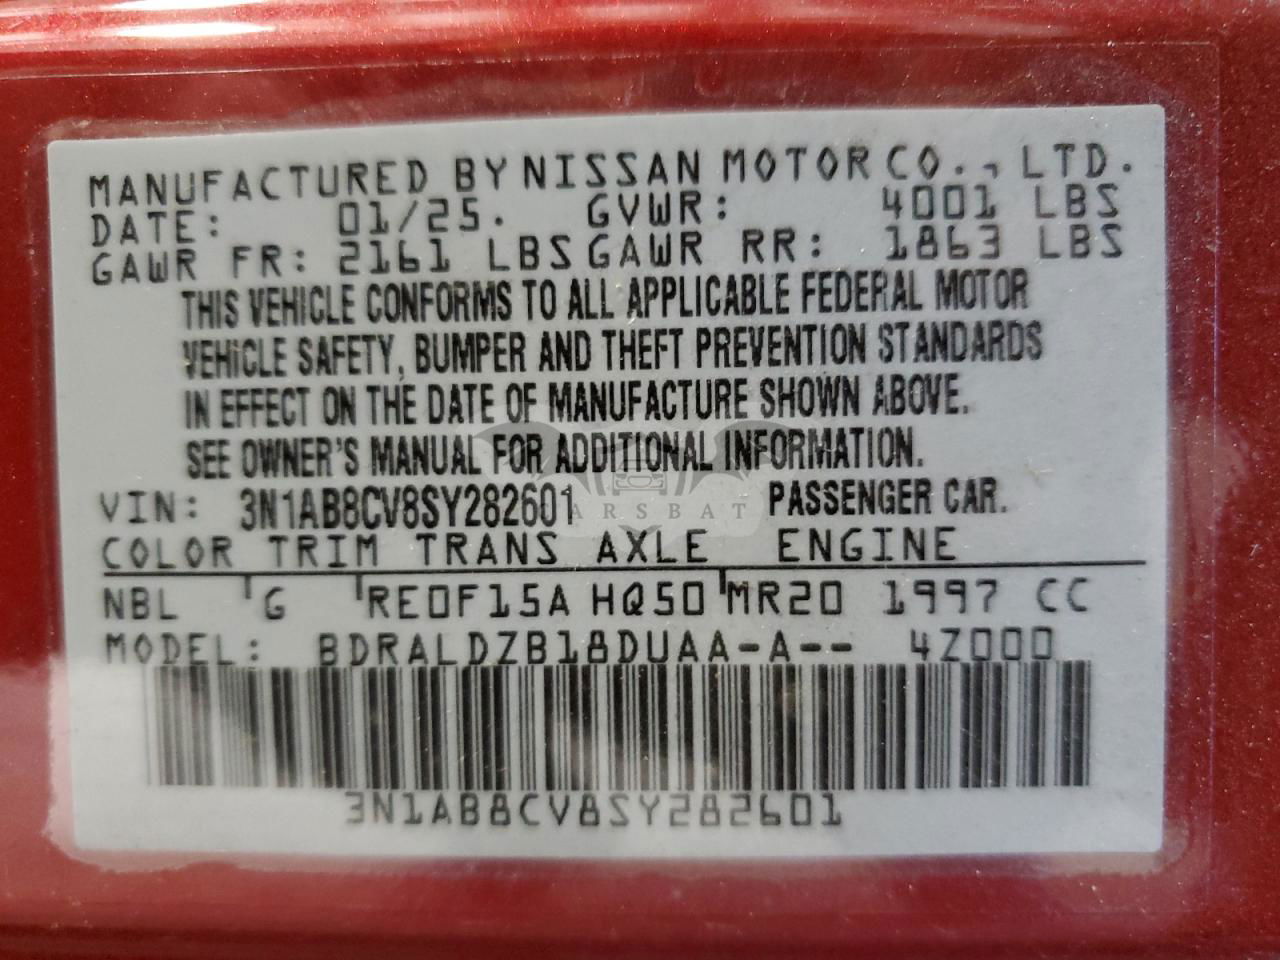 MANUFACTURED BY NISSAN MOTOR CO., LTD.
DATE: 01/25. GVWR: 4001 LBS
GAWR FR: 2161 LBS GAWR RR: 1863 LBS
THIS VEHICLE CONFORMS TO ALL APPLICABLE FEDERAL MOTOR
VEHICLE SAFETY, BUMPER AND THEFT PREVENTION STANDARDS
IN EFFECT ON THE DATE OF MANUFACTURE SHOWN ABOVE.
SEE OWNER'S MANUAL FOR ADDITIONAL INFORMATION.
VIN: 3N1AB8CV8SY282601 PASSENGER CAR.
CARSBAT
COLOR TRIM TRANS AXLE ENGINE
NBL G RE0F15A HQ50 MR20 1997 CC
MODEL: BDRALDZB18DUAA-A-- 4Z000
3N1AB8CV8SY282601